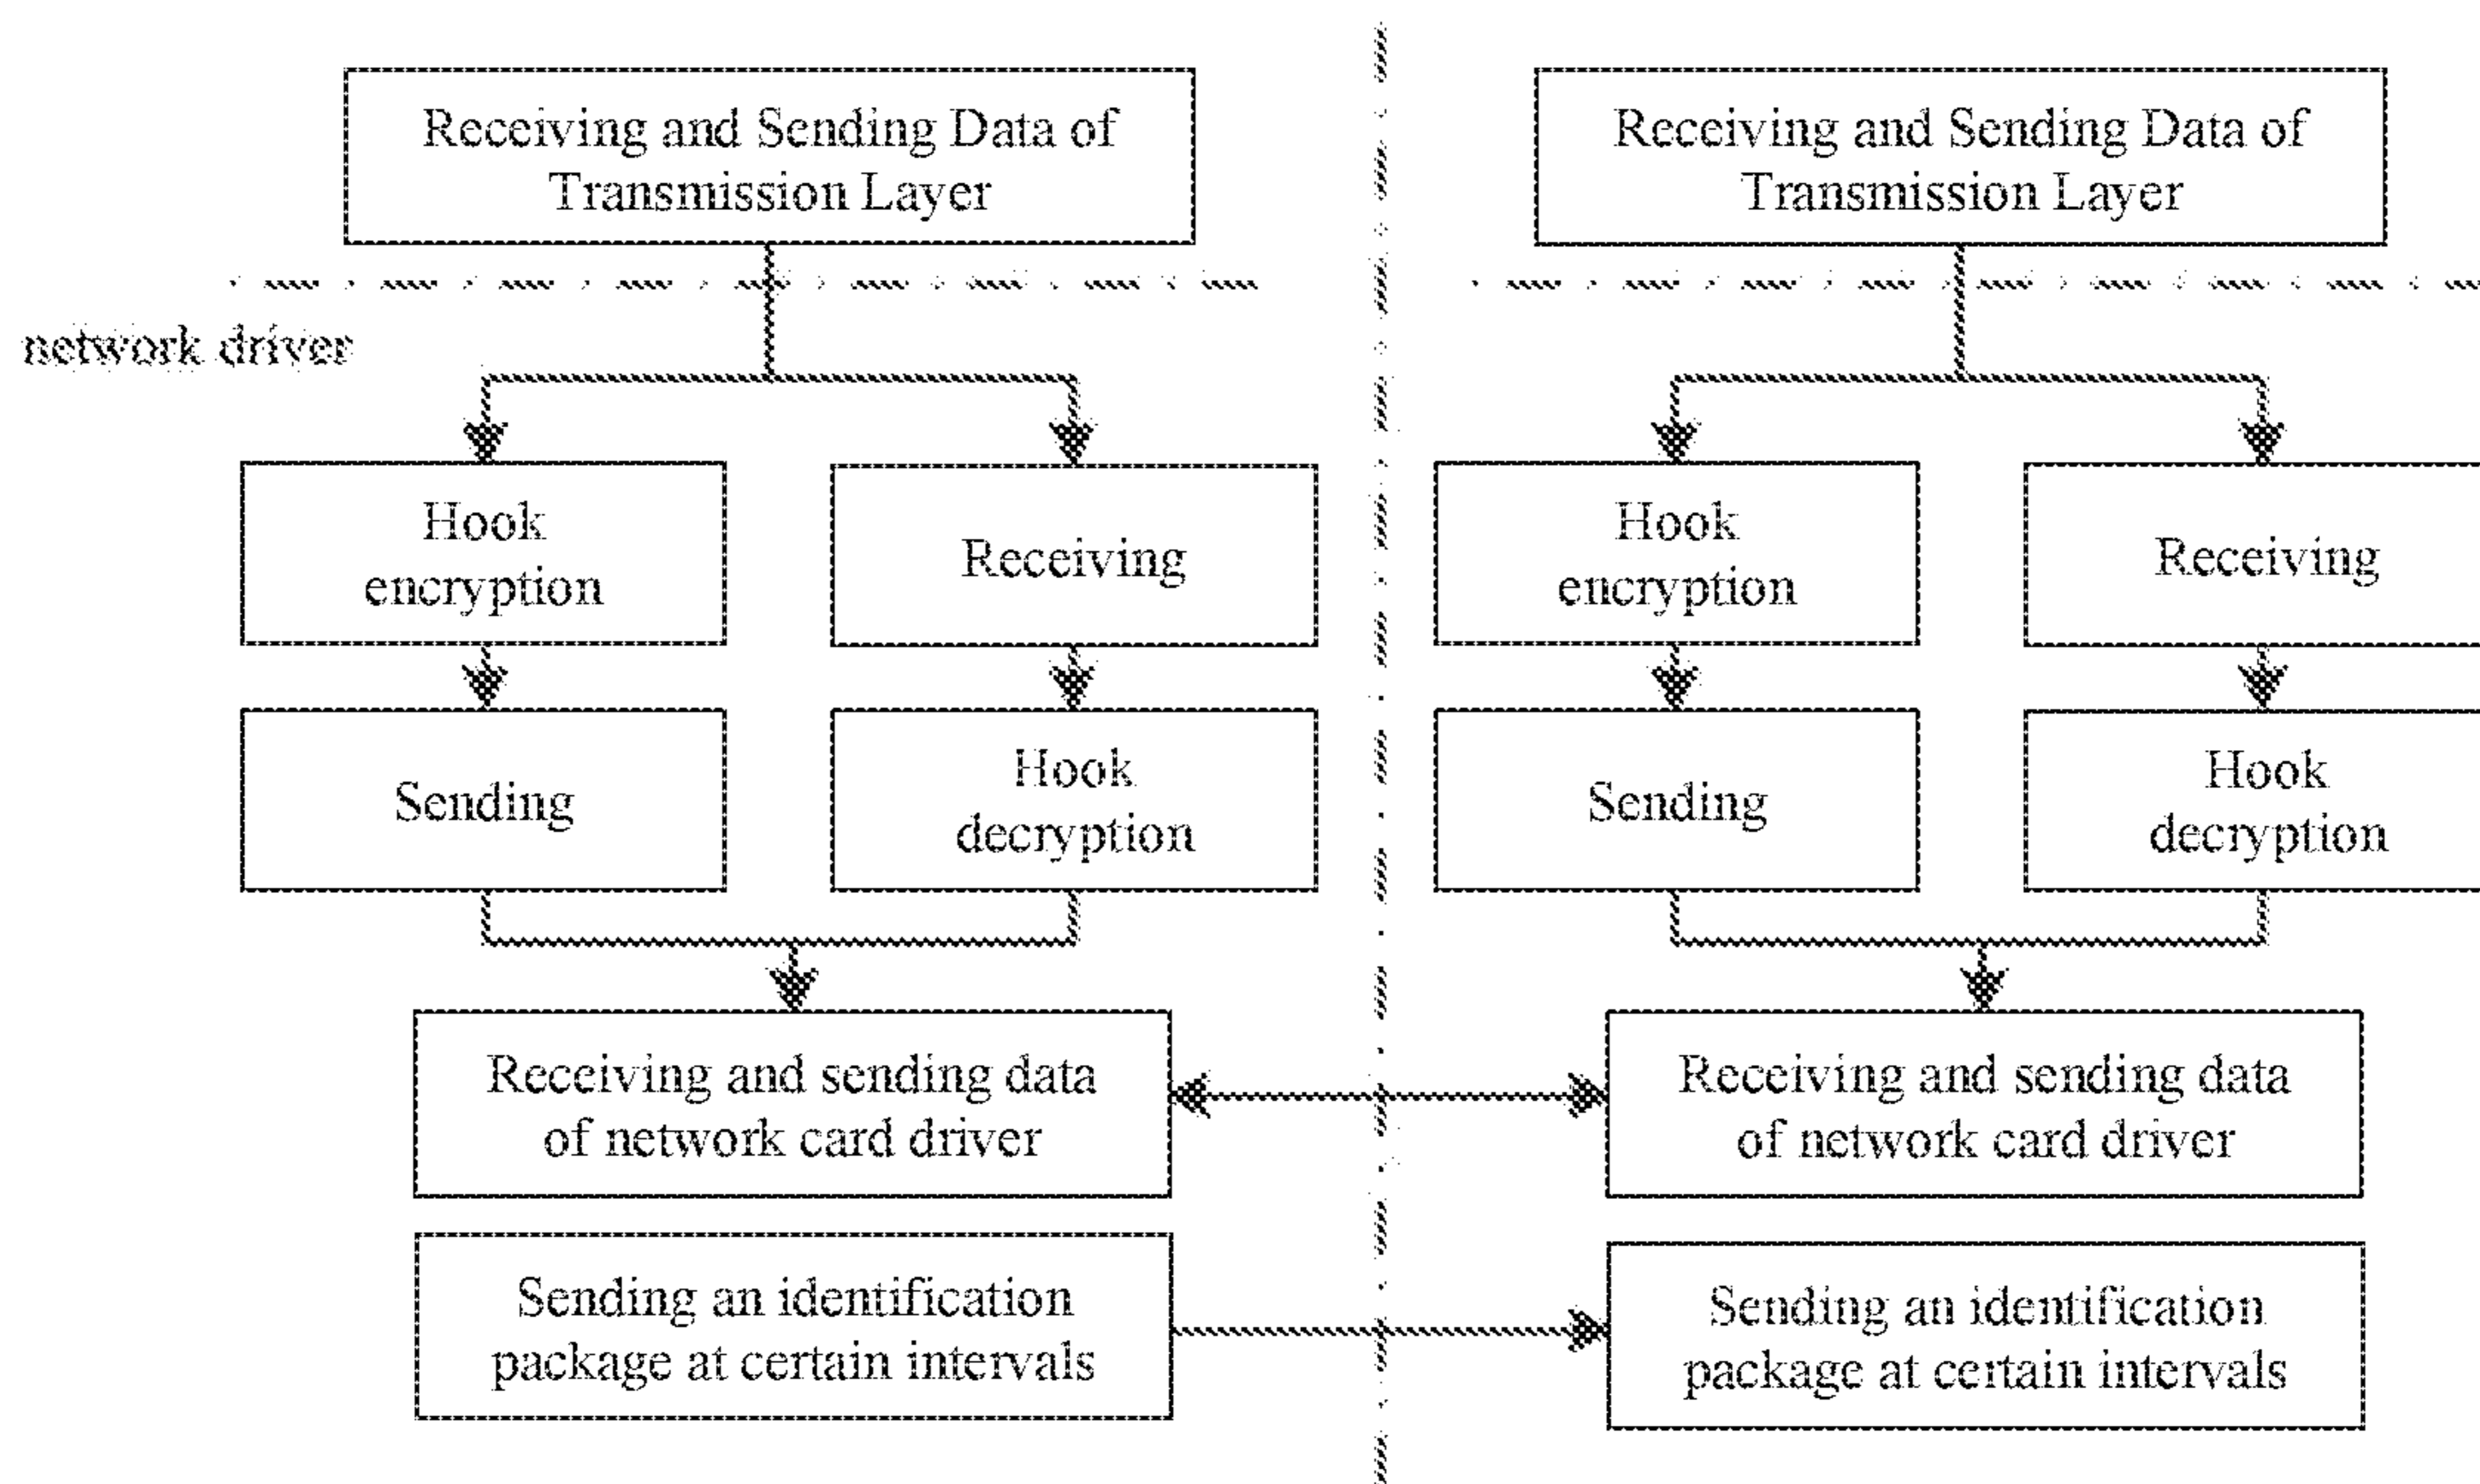 Receiving and Sending Data of
Transmission Layer
network driver
Hook
encryption
Receiving
Sending
Hook
decryption
Receiving and sending data
of network card driver
Sending an identification
package at certain intervals
Receiving and Sending Data of
Transmission Layer
Hook
encryption
Receiving
Sending
Hook
decryption
Receiving and sending data
of network card driver
Sending an identification
package at certain intervals